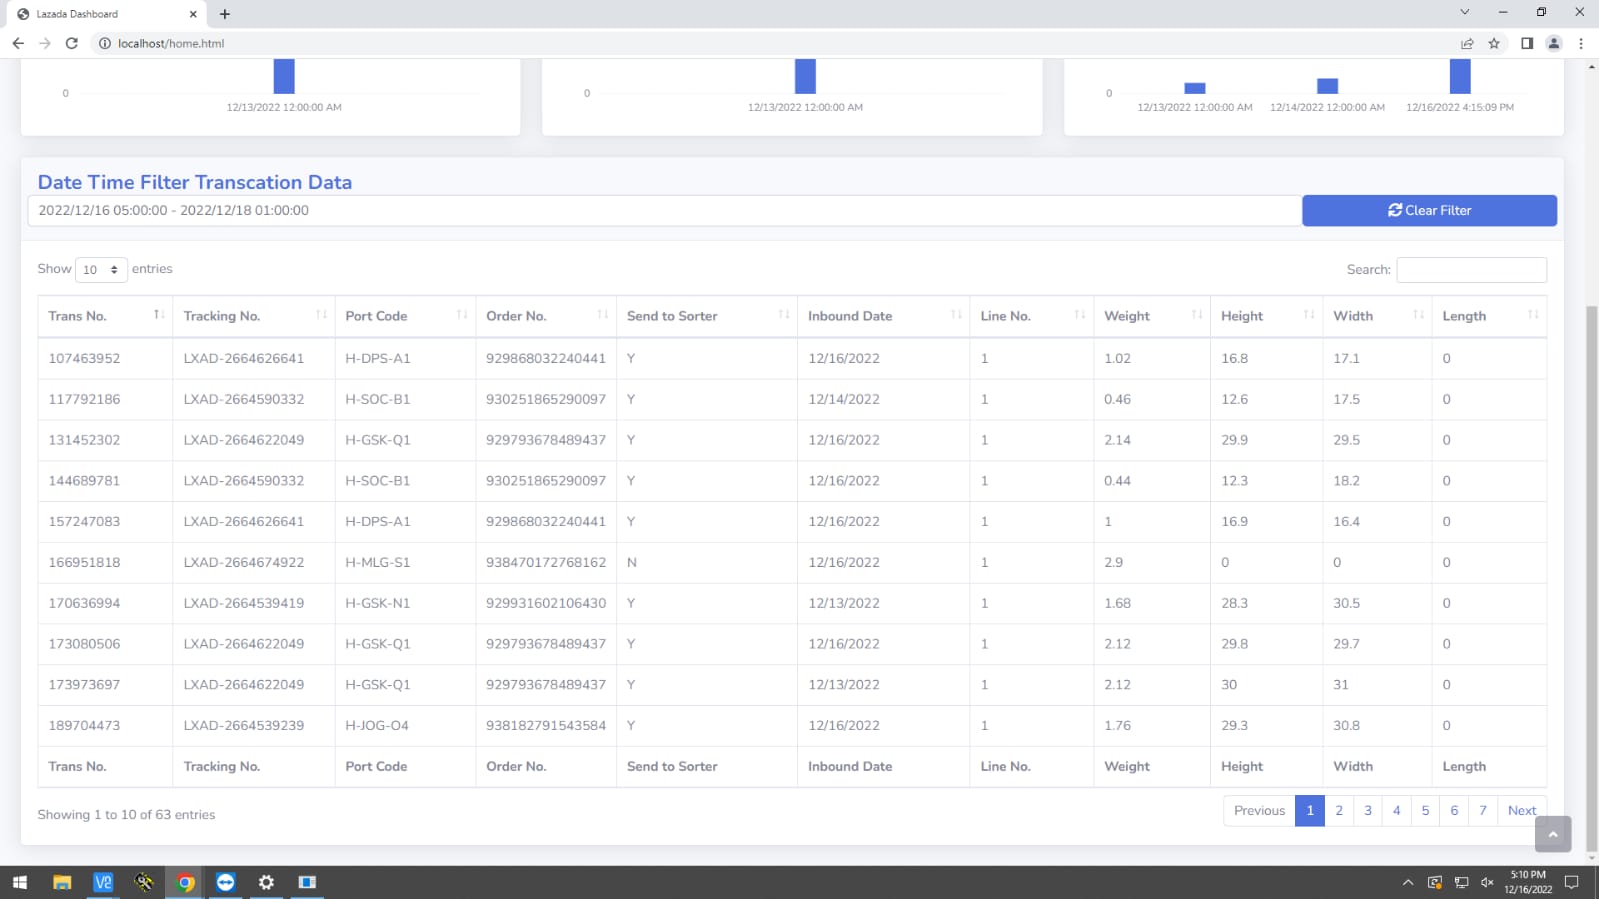 Lazada Dashboard
localhost/home.html
0
12/13/2022 12:00:00 AM
0
12/13/2022 12:00:00 AM
0
12/13/2022 12:00:00 AM 12/14/2022 12:00:00 AM 12/16/2022 4:15:09 PM
Date Time Filter Transcation Data
2022/12/16 05:00:00 - 2022/12/18 01:00:00
Clear Filter
Show 10 entries
Search:
Trans No. Tracking No. Port Code Order No. Send to Sorter Inbound Date Line No. Weight Height Width Length
107463952 LXAD-2664626641 H-DPS-A1 929868032240441 Y 12/16/2022 1 1.02 16.8 17.1 0
117792186 LXAD-2664590332 H-SOC-B1 930251865290097 Y 12/14/2022 1 0.46 12.6 17.5 0
131452302 LXAD-2664622049 H-GSK-Q1 929793678489437 Y 12/16/2022 1 2.14 29.9 29.5 0
144689781 LXAD-2664590332 H-SOC-B1 930251865290097 Y 12/16/2022 1 0.44 12.3 18.2 0
157247083 LXAD-2664626641 H-DPS-A1 929868032240441 Y 12/16/2022 1 1 16.9 16.4 0
166951818 LXAD-2664674922 H-MLG-S1 938470172768162 N 12/16/2022 1 2.9 0 0 0
170636994 LXAD-2664539419 H-GSK-N1 929931602106430 Y 12/13/2022 1 1.68 28.3 30.5 0
173080506 LXAD-2664622049 H-GSK-Q1 929793678489437 Y 12/16/2022 1 2.12 29.8 29.7 0
173973697 LXAD-2664622049 H-GSK-Q1 929793678489437 Y 12/13/2022 1 2.12 30 31 0
189704473 LXAD-2664539239 H-JOG-O4 938182791543584 Y 12/16/2022 1 1.76 29.3 30.8 0
Trans No. Tracking No. Port Code Order No. Send to Sorter Inbound Date Line No. Weight Height Width Length
Showing 1 to 10 of 63 entries
Previous 1 2 3 4 5 6 7 Next
V2
5:10 PM
12/16/2022